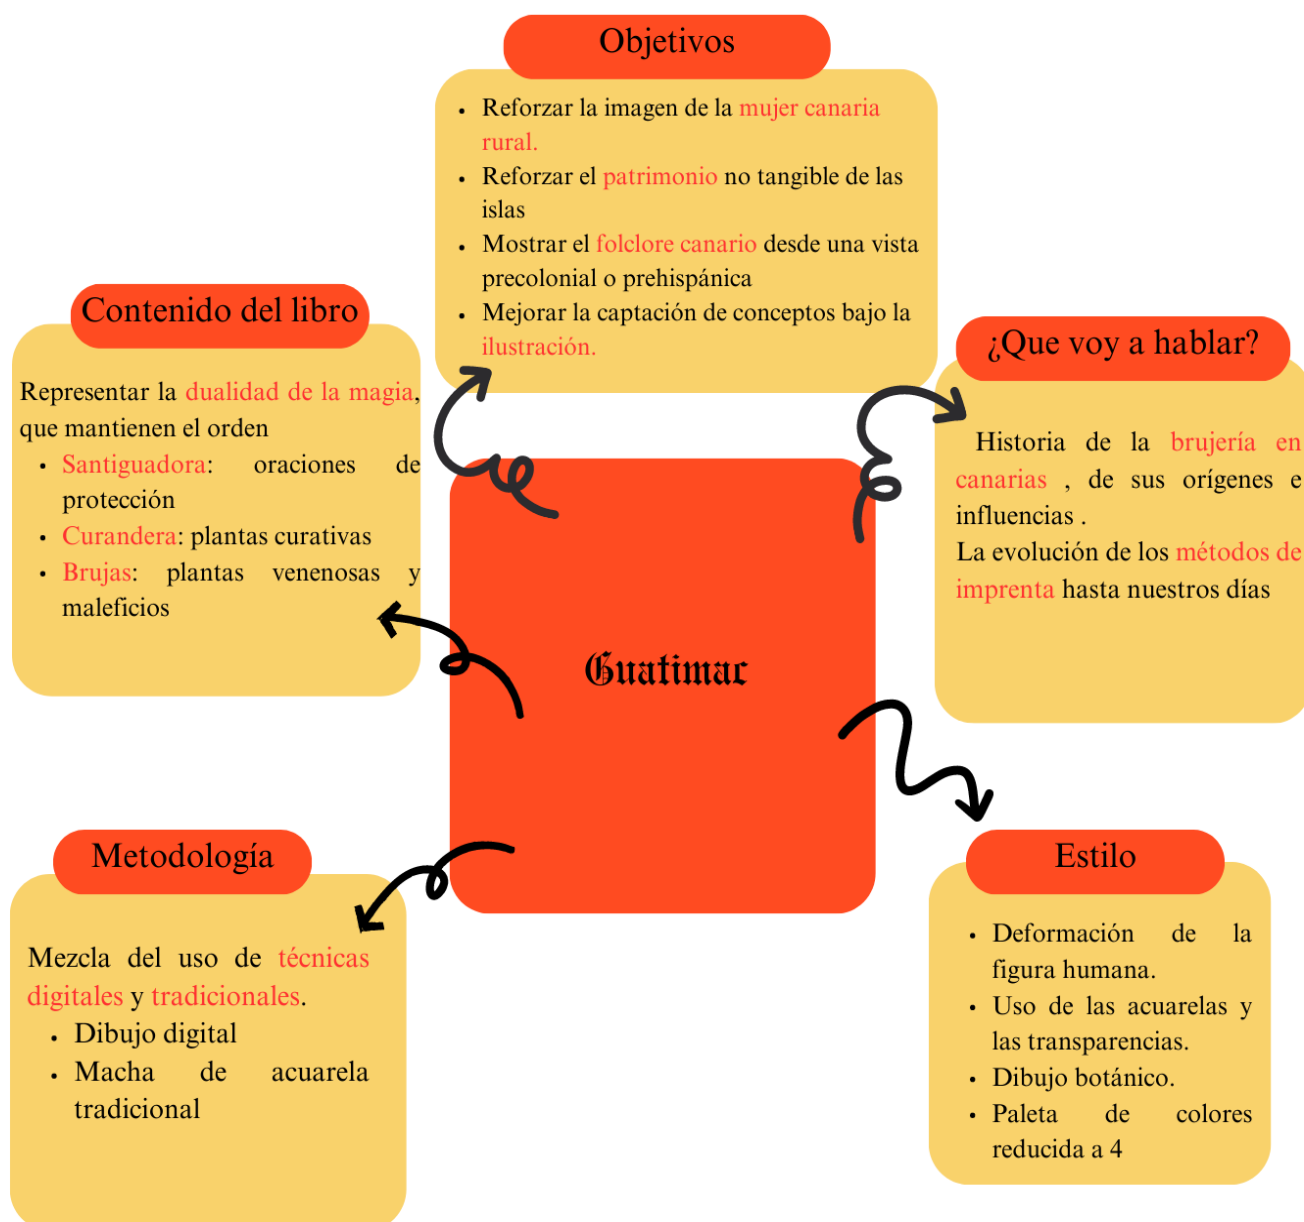 Objetivos
• Reforzar la imagen de la mujer canaria
rural.
• Reforzar el patrimonio no tangible de las
islas
• Mostrar el folclore canario desde una vista
precolonial o prehispánica
• Mejorar la captación de conceptos bajo la
ilustración.
Contenido del libro
Representar la dualidad de la magia,
que mantienen el orden
• Santiguadora: oraciones de
protección
• Curandera: plantas curativas
• Brujas: plantas venenosas y
maleficios
¿Que voy a hablar?
Historia de la brujería en
canarias , de sus orígenes e
influencias .
La evolución de los métodos de
imprenta hasta nuestros días
Guatimac
Metodología
Mezcla del uso de técnicas
digitales y tradicionales.
• Dibujo digital
• Macha de acuarela
tradicional
Estilo
• Deformación de la
figura humana.
• Uso de las acuarelas y
las transparencias.
• Dibujo botánico.
• Paleta de colores
reducida a 4